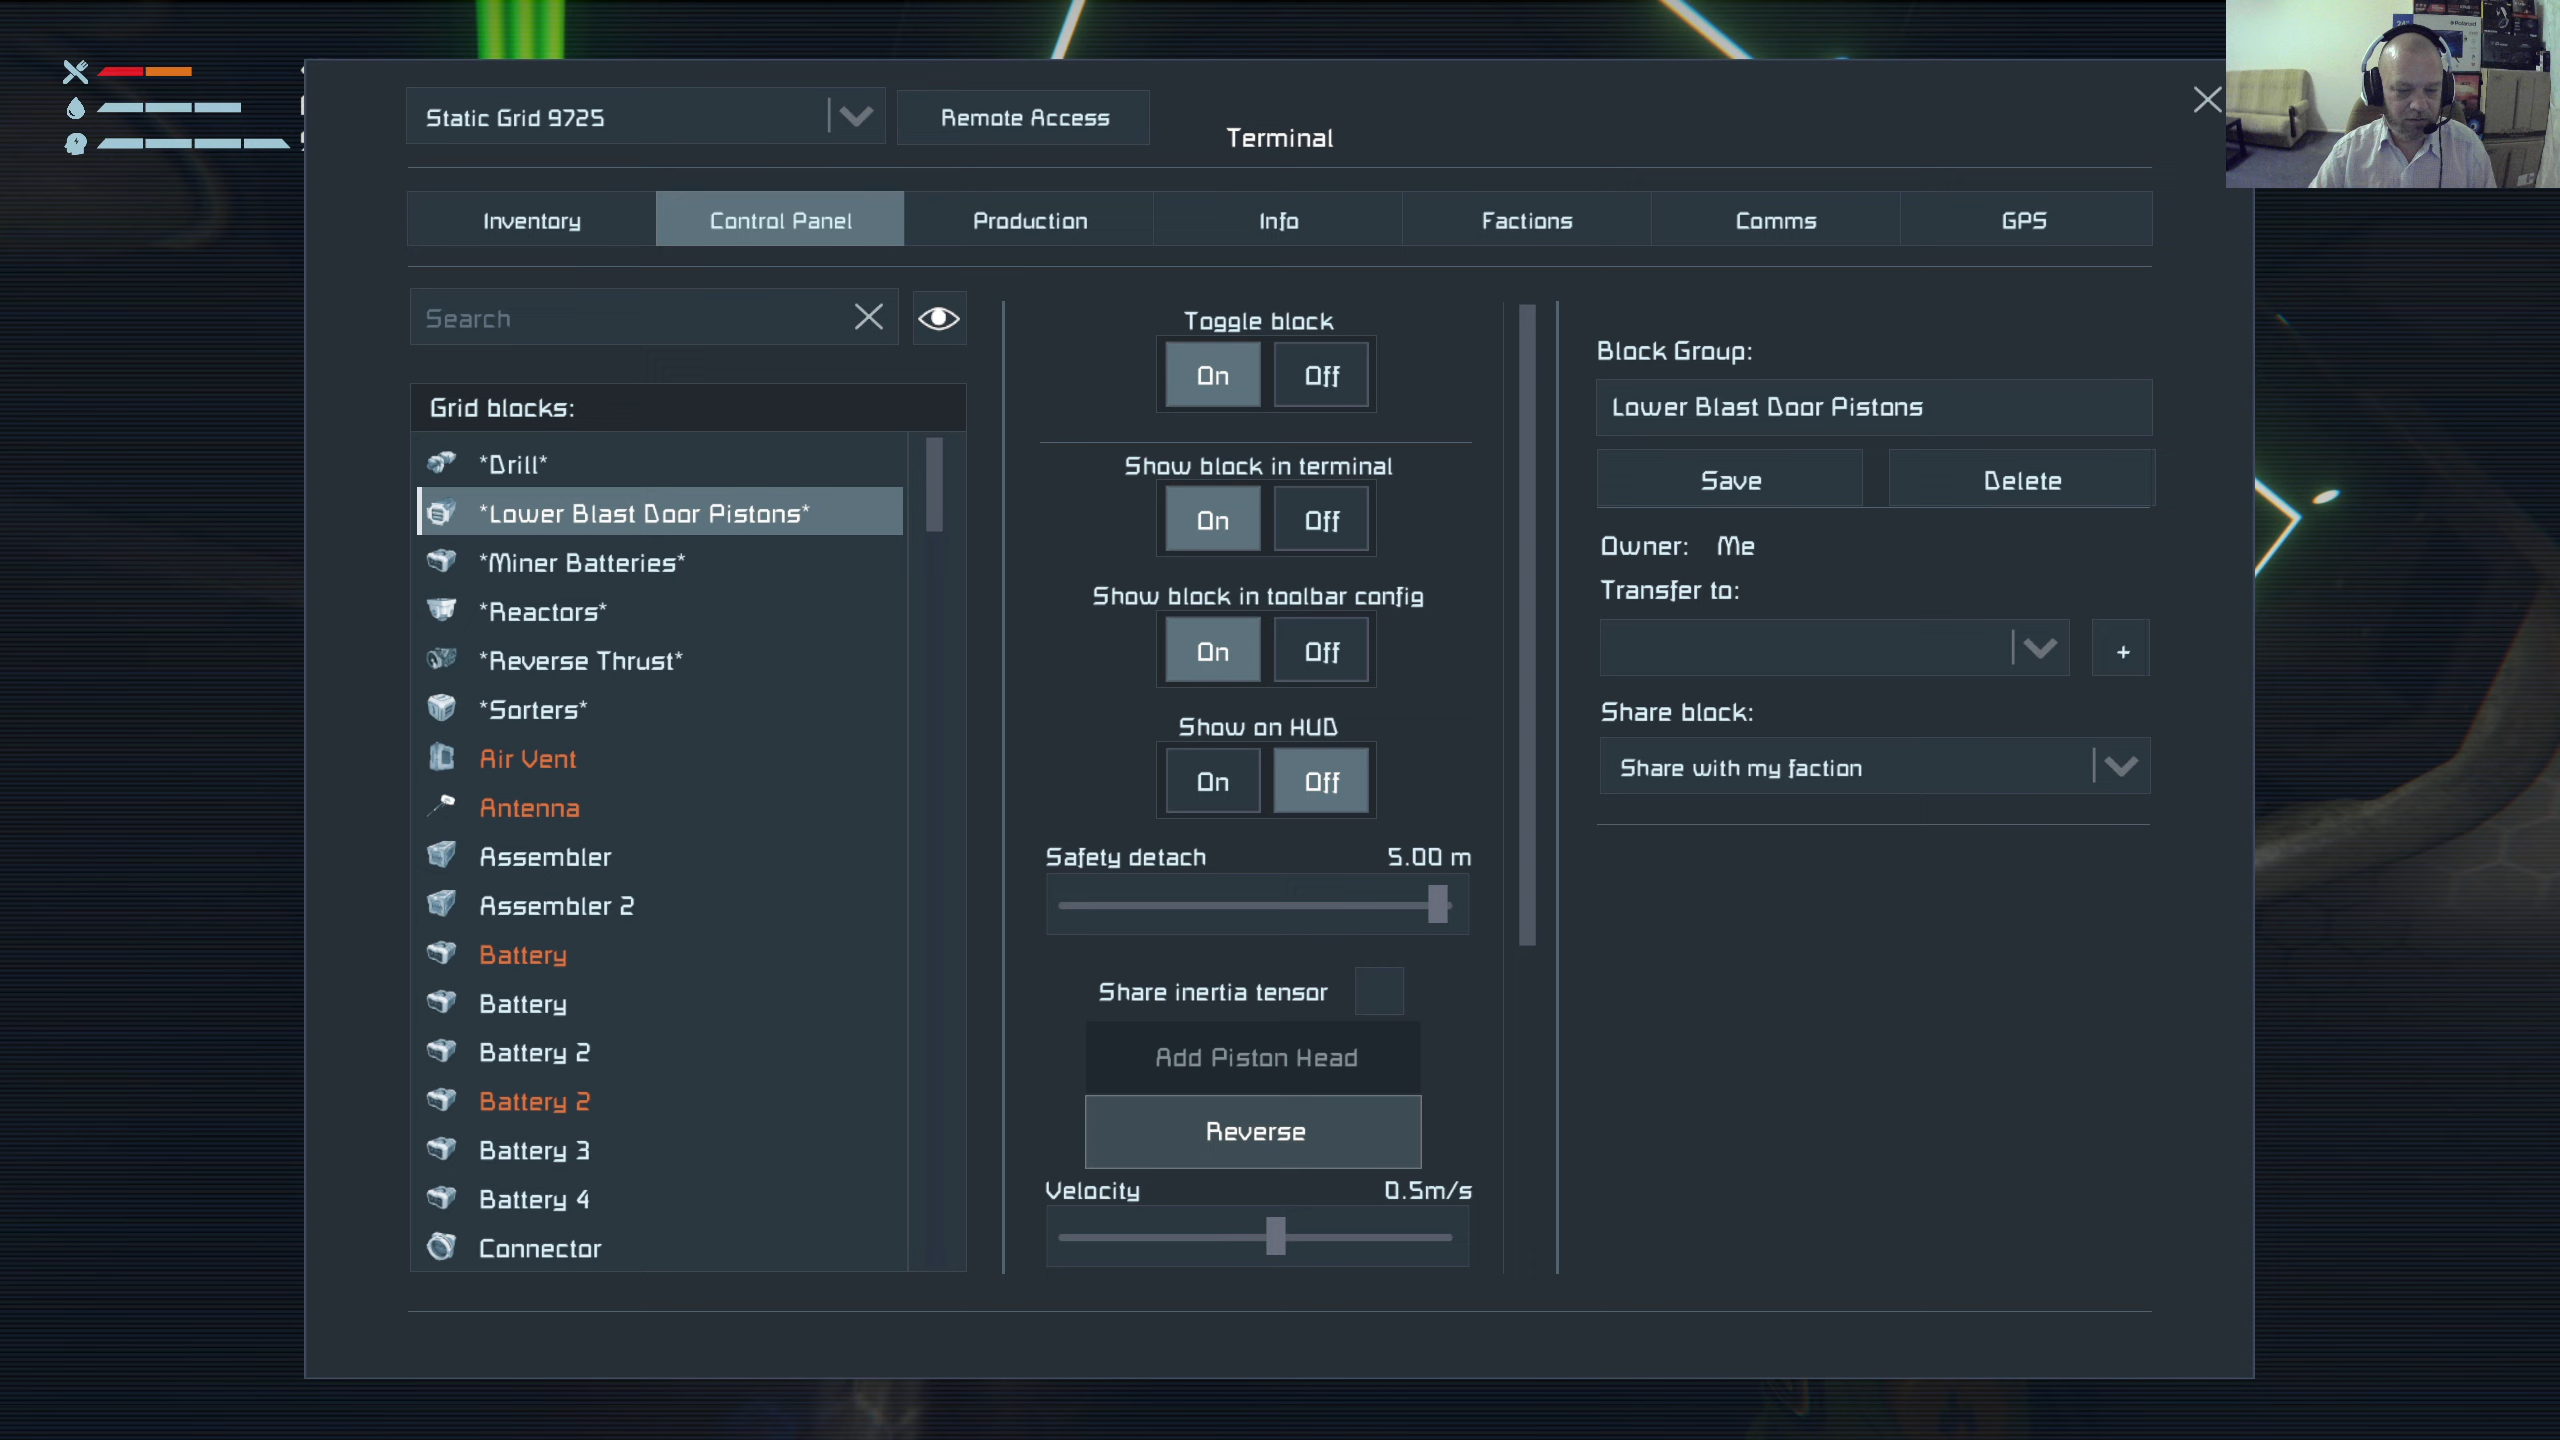 Static Grid 9725
Remote Access
Terminal
Inventory
Control Panel
Production
Info
Factions
Comms
GPS
Search
Grid blocks:
*Drill*
*Lower Blast Door Pistons*
*Miner Batteries*
*Reactors*
*Reverse Thrust*
*Sorters*
Air Vent
Antenna
Assembler
Assembler 2
Battery
Battery
Battery 2
Battery 2
Battery 3
Battery 4
Connector
Toggle block
On Off
Show block in terminal
On Off
Show block in toolbar config
On Off
Show on HUD
On Off
Safety detach 5.00 m
Share inertia tensor
Add Piston Head
Reverse
Velocity 0.5m/s
Block Group:
Lower Blast Door Pistons
Save Delete
Owner: Me
Transfer to:
+
Share block:
Share with my faction